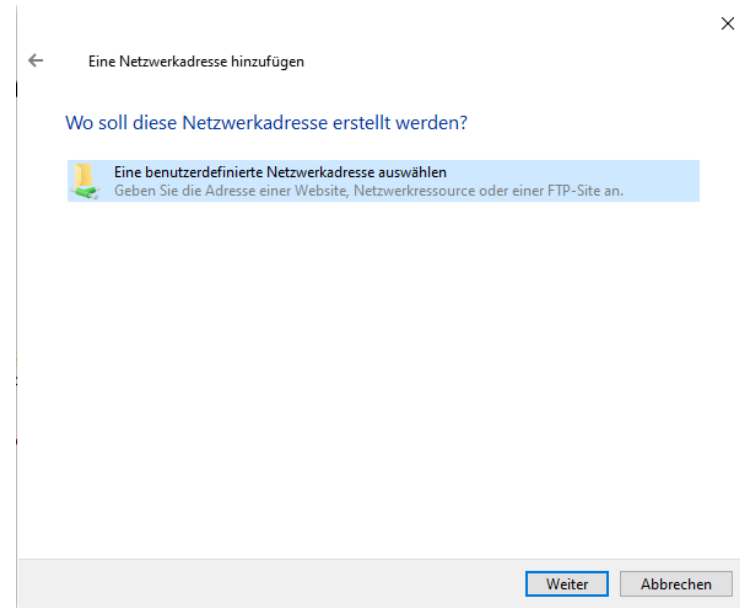 Eine Netzwerkadresse hinzufügen
Wo soll diese Netzwerkadresse erstellt werden?
Eine benutzerdefinierte Netzwerkadresse auswählen
Geben Sie die Adresse einer Website, Netzwerkressource oder einer FTP-Site an.
Weiter
Abbrechen